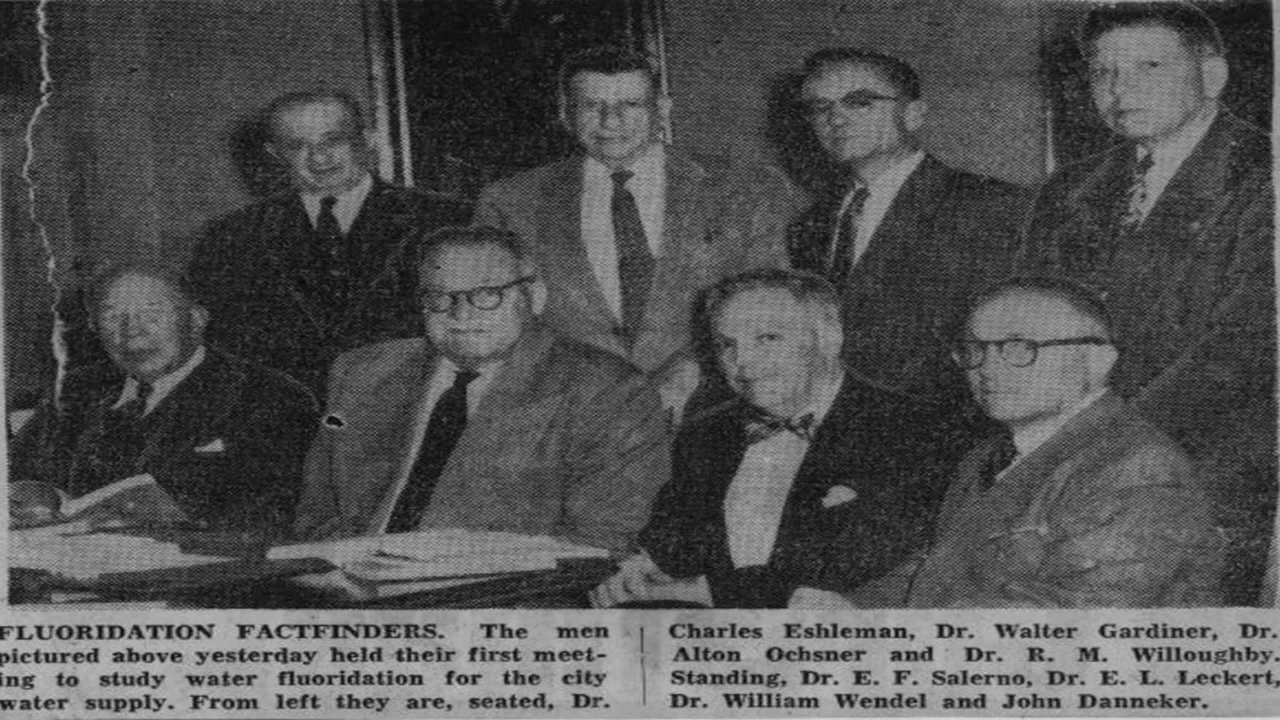 FLUORIDATION FACTFINDERS. The men
pictured above yesterday held their first meet-
ing to study water fluoridation for the city
water supply. From left they are, seated, Dr.
Charles Eshleman, Dr. Walter Gardiner, Dr.
Alton Ochsner and Dr. R. M. Willoughby.
Standing, Dr. E. F. Salerno, Dr. E. L. Leckert,
Dr. William Wendel and John Danneker.